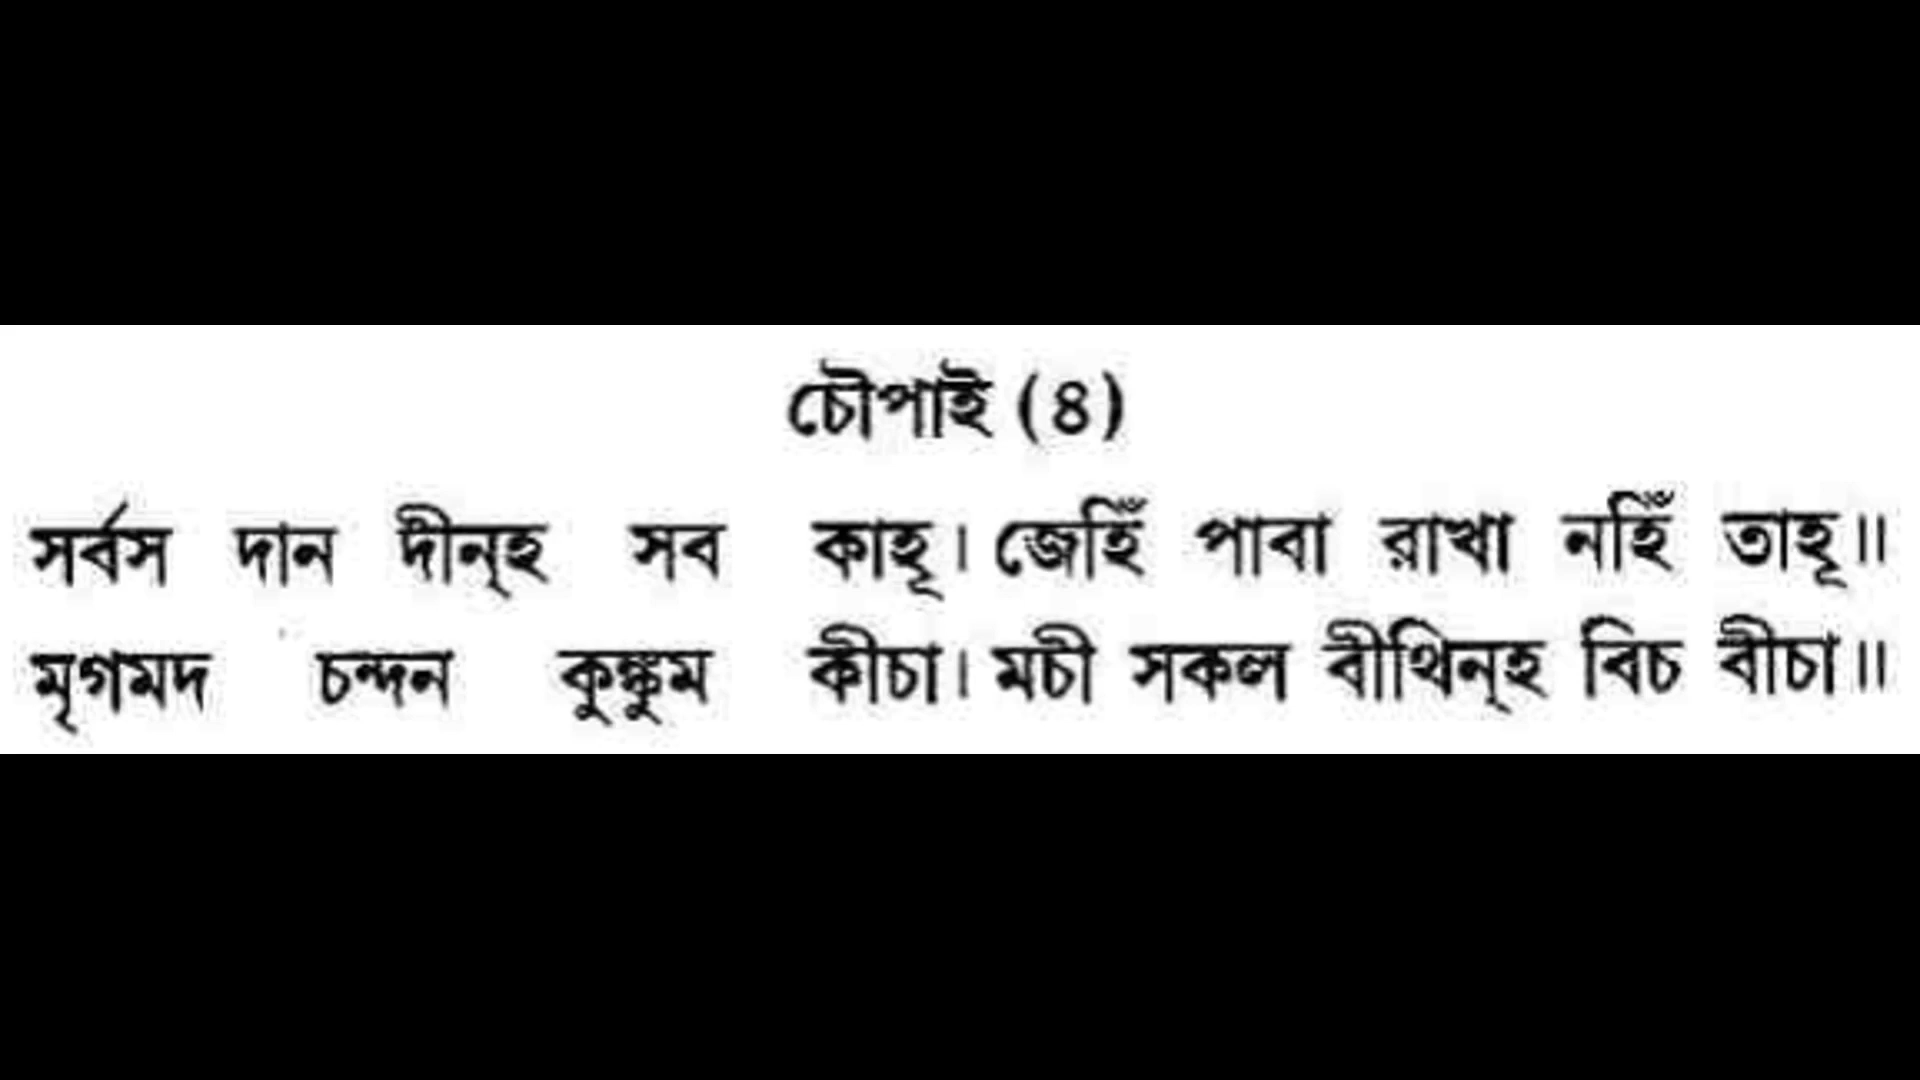 চৌপাই (৪)
সর্বস দান দীন্‌হ সব কাহূ। জেহিঁ পাবা রাখা নহিঁ তাহূ॥
মৃগমদ চন্দন কুঙ্কুম কীচা। মচী সকল বীথিন্‌হ বিচ বীচা॥